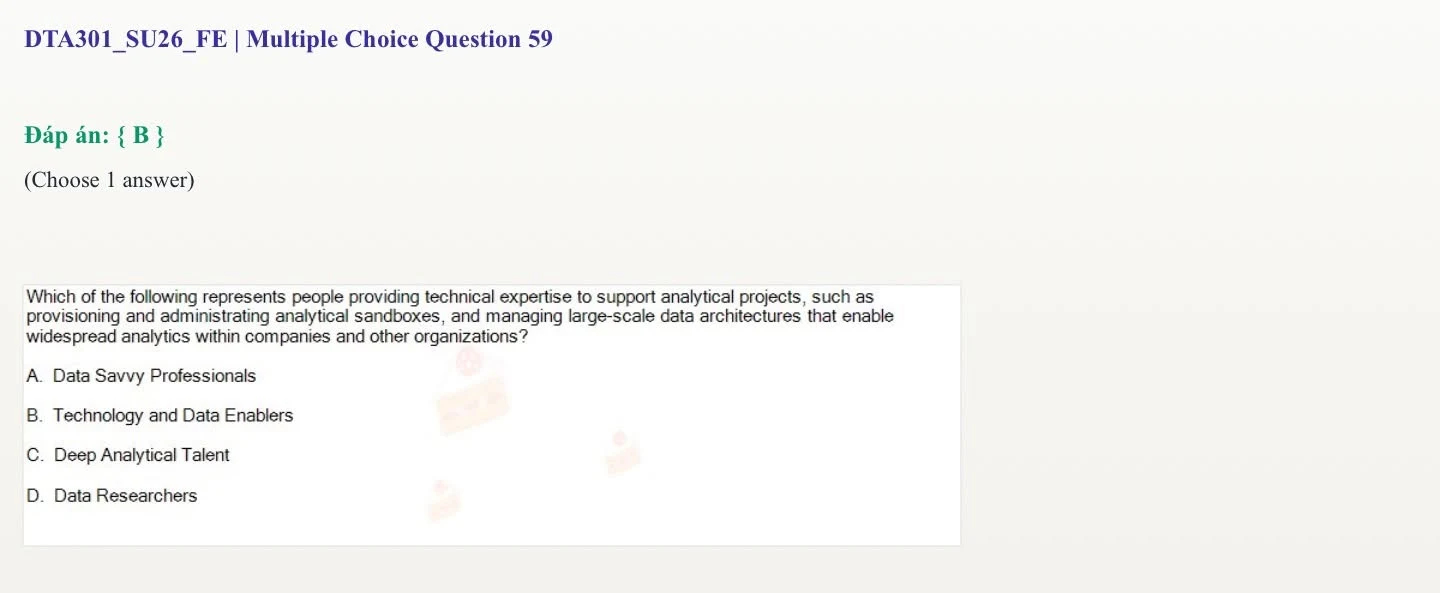 DTA301_SU26_FE | Multiple Choice Question 59
Đáp án: { B }
(Choose 1 answer)
Which of the following represents people providing technical expertise to support analytical projects, such as
provisioning and administrating analytical sandboxes, and managing large-scale data architectures that enable
widespread analytics within companies and other organizations?
A. Data Savvy Professionals
B. Technology and Data Enablers
C. Deep Analytical Talent
D. Data Researchers